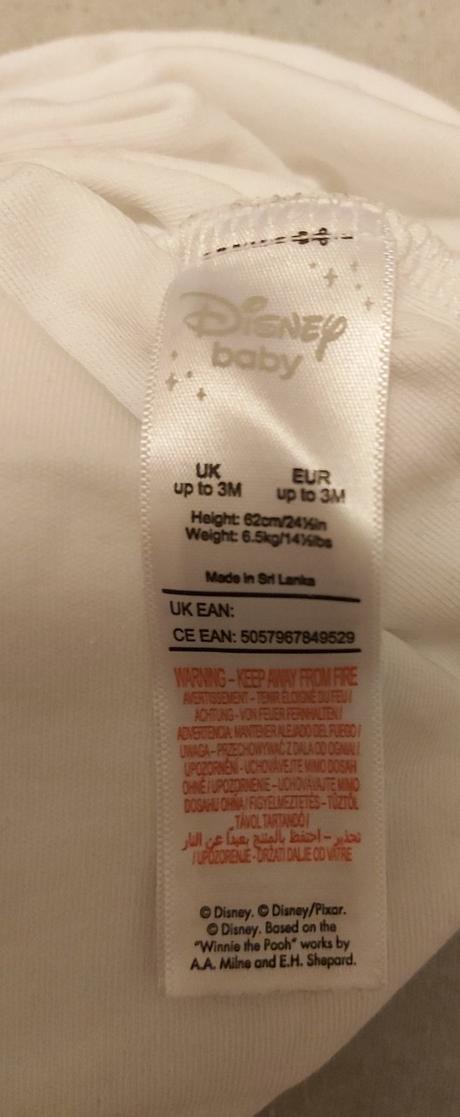 Disney
baby
UK EUR
up to 3M up to 3M
Height: 62cm/24½in
Weight: 6.5kg/14½lbs
Made in Sri Lanka
UK EAN:
CE EAN: 5057967849529
WARNING – KEEP AWAY FROM FIRE
AVERTISSEMENT – TENIR ÉLOIGNÉ DU FEU /
ACHTUNG – VON FEUER FERNHALTEN /
ADVERTENCIA: MANTENER ALEJADO DEL FUEGO /
UWAGA – PRZECHOWYWAĆ Z DALA OD OGNIA! /
UPOZORNĚNÍ - UCHOVÁVEJTE MIMO DOSAH
OHNĚ / UPOZORNENIE – UCHOVÁVAJTE MIMO
DOSAHU OHŇA / FIGYELMEZTETÉS – TŰZTŐL
TÁVOL TARTANDÓ /
تحذير – احتفظ بالمنتج بعيداً عن النار
/ UPOZORENJE - DRŽATI DALJE OD VATRE
© Disney. © Disney/Pixar.
© Disney. Based on the
"Winnie the Pooh" works by
A.A. Milne and E.H. Shepard.